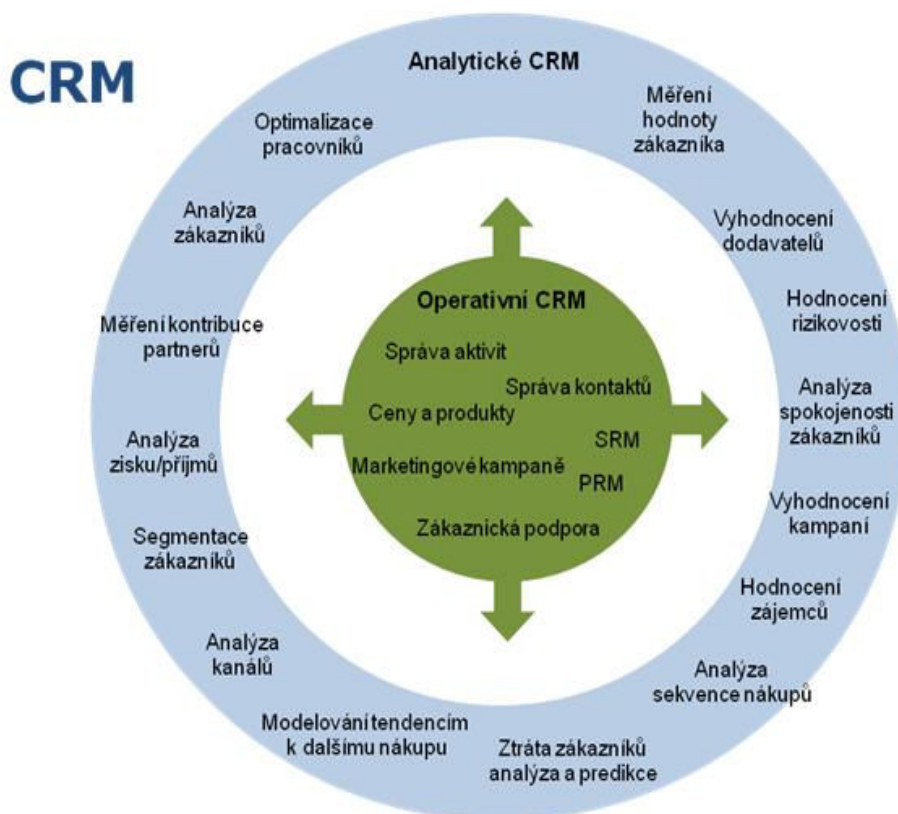 CRM
Analytické CRM
Optimalizace
pracovníků
Měření
hodnoty
zákazníka
Analýza
zákazníků
Vyhodnocení
dodavatelů
Měření kontribuce
partnerů
Hodnocení
rizikovosti
Analýza
zisku/příjmů
Analýza
spokojenosti
zákazníků
Segmentace
zákazníků
Vyhodnocení
kampaní
Analýza
kanálů
Hodnocení
zájemců
Modelování tendencím
k dalšímu nákupu
Ztráta zákazníků
analýza a predikce
Analýza
sekvence nákupů
Operativní CRM
Správa aktivit
Správa kontaktů
Ceny a produkty
SRM
Marketingové kampaně
PRM
Zákaznická podpora